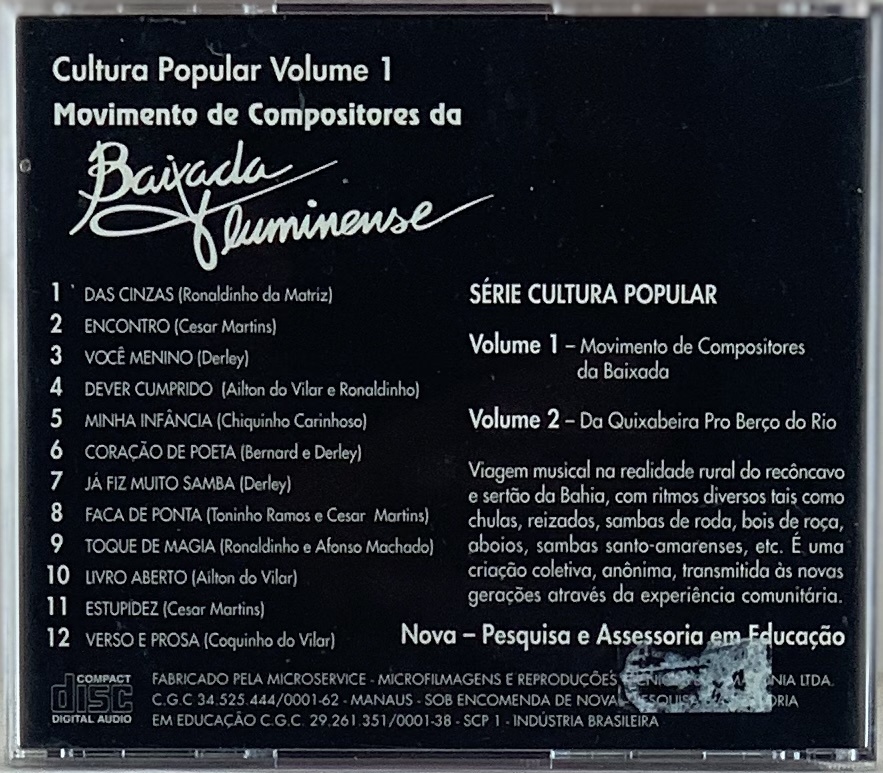 Cultura Popular Volume 1
Movimento de Compositores da
Baixada
Fluminense
1 DAS CINZAS (Ronaldinho da Matriz)
2 ENCONTRO (Cesar Martins)
3 VOCÊ MENINO (Derley)
4 DEVER CUMPRIDO (Ailton do Vilar e Ronaldinho)
5 MINHA INFÂNCIA (Chiquinho Carinhoso)
6 CORAÇÃO DE POETA (Bernard e Derley)
7 JÁ FIZ MUITO SAMBA (Derley)
8 FACA DE PONTA (Toninho Ramos e Cesar Martins)
9 TOQUE DE MAGIA (Ronaldinho e Afonso Machado)
10 LIVRO ABERTO (Ailton do Vilar)
11 ESTUPIDEZ (Cesar Martins)
12 VERSO E PROSA (Coquinho do Vilar)
SÉRIE CULTURA POPULAR
Volume 1 – Movimento de Compositores
da Baixada
Volume 2 – Da Quixabeira Pro Berço do Rio
Viagem musical na realidade rural do recôncavo
e sertão da Bahia, com ritmos diversos tais como
chulas, reizados, sambas de roda, bois de roça,
aboios, sambas santo-amarenses, etc. É uma
criação coletiva, anônima, transmitida às novas
gerações através da experiência comunitária.
Nova – Pesquisa e Assessoria em Educação
COMPACT
disc
DIGITAL AUDIO
FABRICADO PELA MICROSERVICE - MICROFILMAGENS E REPRODUÇÕES LTDA.
C.G.C 34.525.444/0001-62 - MANAUS - SOB ENCOMENDA DE NOVA
EM EDUCAÇÃO C.G.C. 29.261.351/0001-38 - SCP 1 - INDÚSTRIA BRASILEIRA